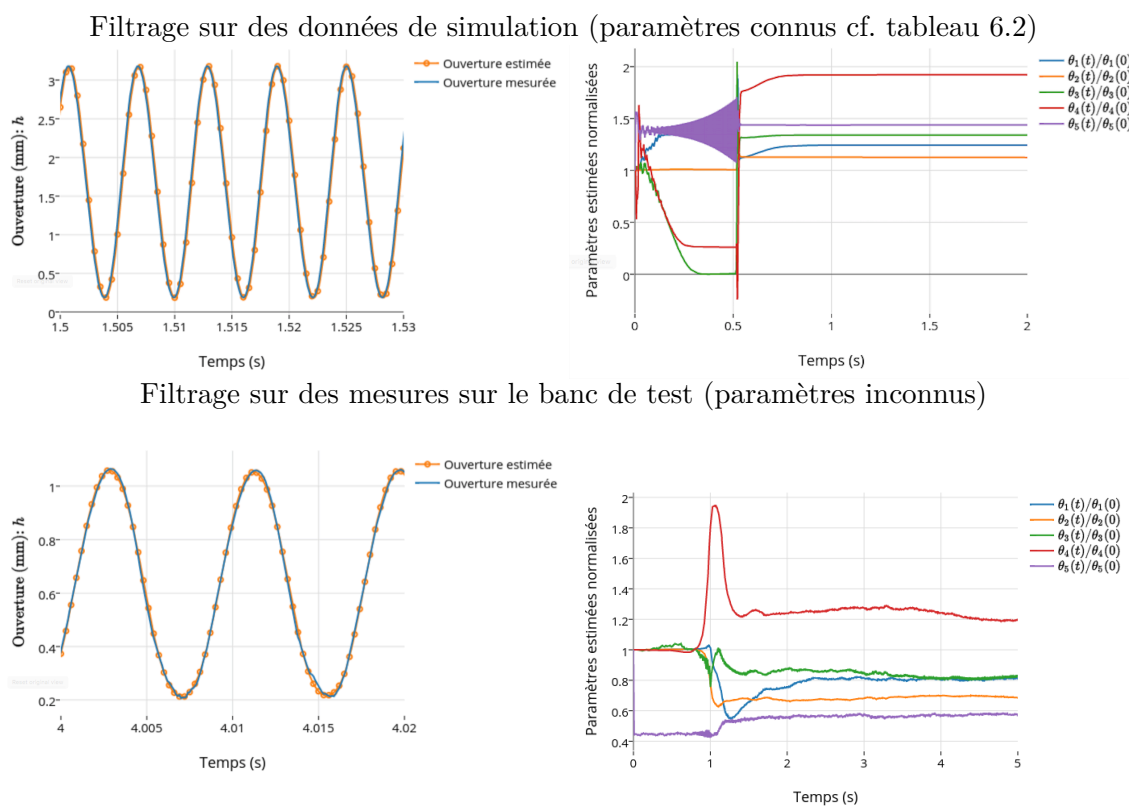 Filtrage sur des données de simulation (paramètres connus cf. tableau 6.2)
Ouverture (mm): h
3
2.5
2
1.5
1
0.5
0
1.5
1.505
1.51
1.515
1.52
1.525
1.53
Temps (s)
Ouverture estimée
Ouverture mesurée
Paramètres estimées normalisées
2
1.5
1
0.5
0
0
0.5
1
1.5
2
Temps (s)
θ₁(t)/θ₁(0)
θ₂(t)/θ₂(0)
θ₃(t)/θ₃(0)
θ₄(t)/θ₄(0)
θ₅(t)/θ₅(0)
Filtrage sur des mesures sur le banc de test (paramètres inconnus)
Ouverture (mm): h
1
0.8
0.6
0.4
0.2
4
4.005
4.01
4.015
4.02
Temps (s)
Ouverture estimée
Ouverture mesurée
Paramètres estimées normalisées
2
1.8
1.6
1.4
1.2
1
0.8
0.6
0.4
0
1
2
3
4
5
Temps (s)
θ₁(t)/θ₁(0)
θ₂(t)/θ₂(0)
θ₃(t)/θ₃(0)
θ₄(t)/θ₄(0)
θ₅(t)/θ₅(0)